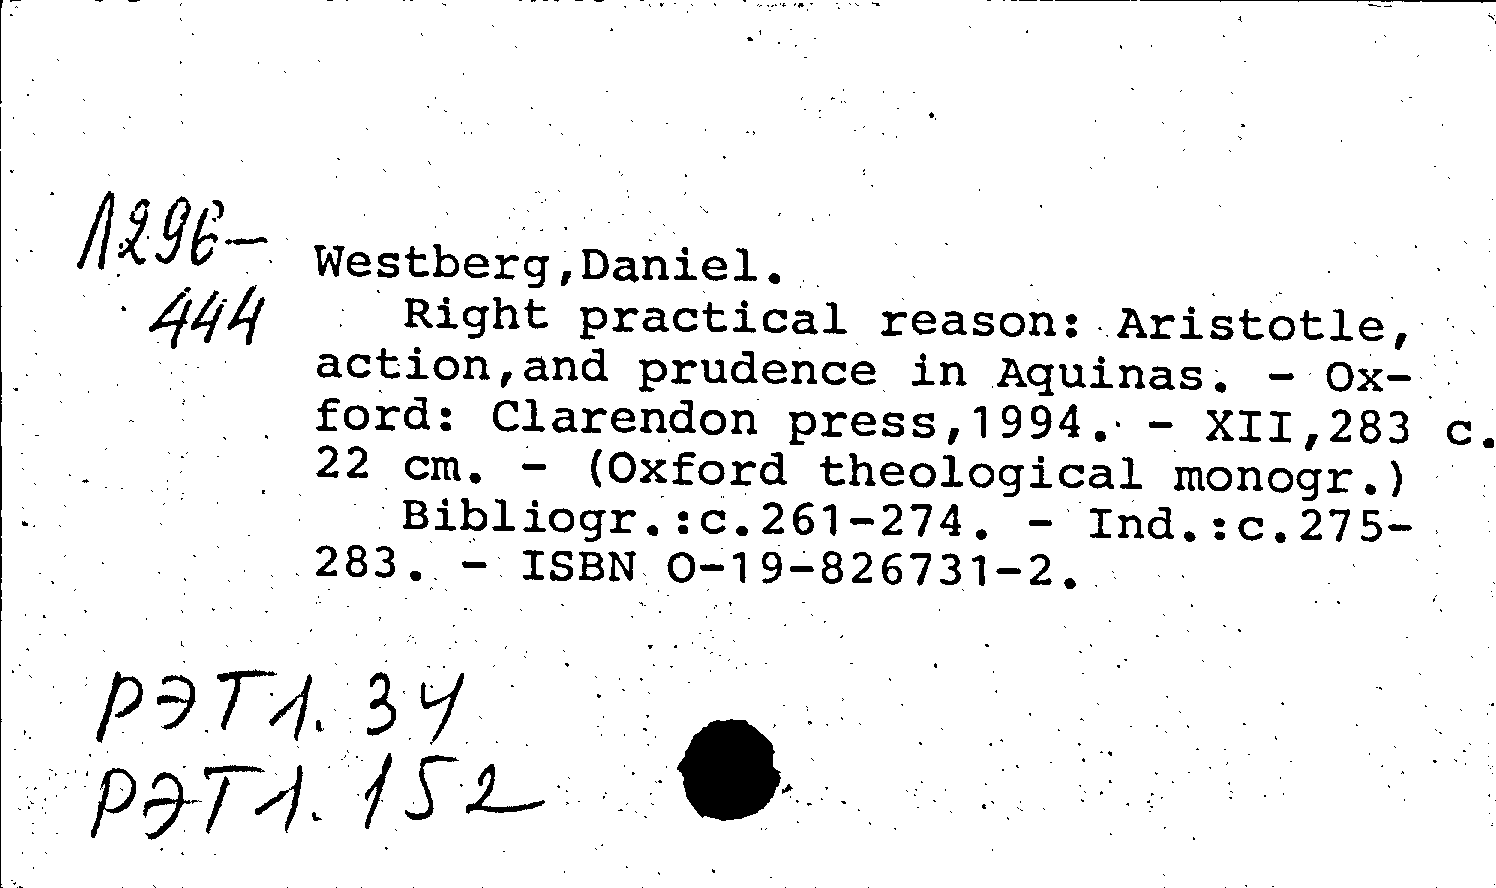 Л296-
444
Westberg,Daniel.
Right practical reason: Aristotle,
action,and prudence in Aquinas. - Ox-
ford: Clarendon press,1994. - XII,283 c.
22 cm. - (Oxford theological monogr.)
Bibliogr.:c.261-274. - Ind.:c.275-
283. - ISBN O-19-826731-2.
РЭТ1. 34
РЭТ1. 152